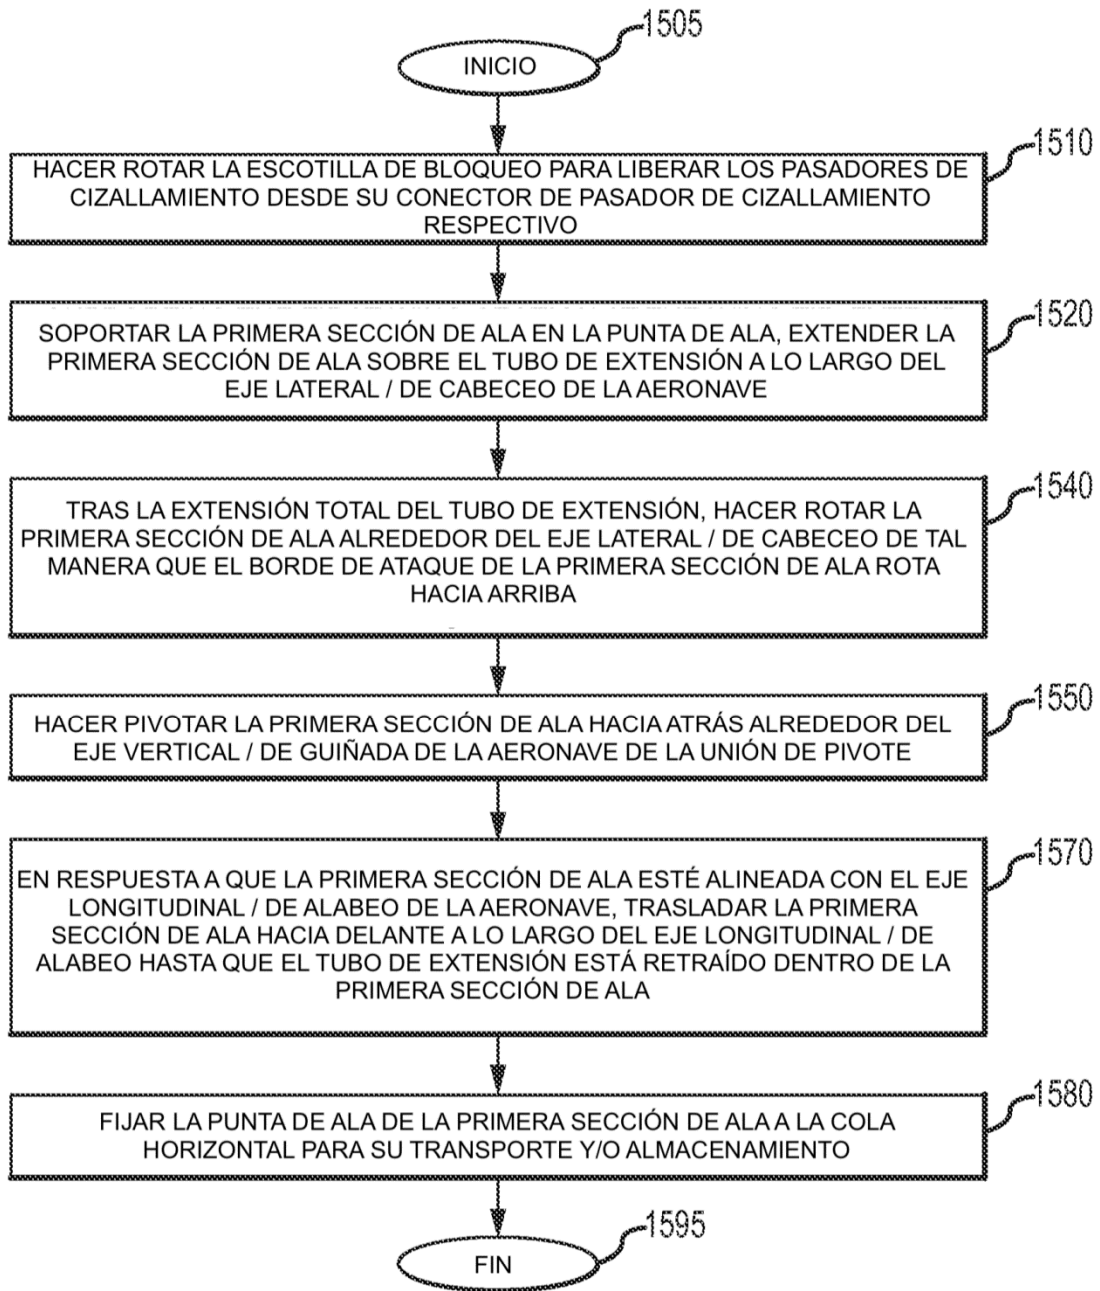 1505
INICIO
1510
HACER ROTAR LA ESCOTILLA DE BLOQUEO PARA LIBERAR LOS PASADORES DE
CIZALLAMIENTO DESDE SU CONECTOR DE PASADOR DE CIZALLAMIENTO
RESPECTIVO
1520
SOPORTAR LA PRIMERA SECCIÓN DE ALA EN LA PUNTA DE ALA, EXTENDER LA
PRIMERA SECCIÓN DE ALA SOBRE EL TUBO DE EXTENSIÓN A LO LARGO DEL
EJE LATERAL / DE CABECEO DE LA AERONAVE
1540
TRAS LA EXTENSIÓN TOTAL DEL TUBO DE EXTENSIÓN, HACER ROTAR LA
PRIMERA SECCIÓN DE ALA ALREDEDOR DEL EJE LATERAL / DE CABECEO DE TAL
MANERA QUE EL BORDE DE ATAQUE DE LA PRIMERA SECCIÓN DE ALA ROTA
HACIA ARRIBA
1550
HACER PIVOTAR LA PRIMERA SECCIÓN DE ALA HACIA ATRÁS ALREDEDOR DEL
EJE VERTICAL / DE GUIÑADA DE LA AERONAVE DE LA UNIÓN DE PIVOTE
1570
EN RESPUESTA A QUE LA PRIMERA SECCIÓN DE ALA ESTÉ ALINEADA CON EL EJE
LONGITUDINAL / DE ALABEO DE LA AERONAVE, TRASLADAR LA PRIMERA
SECCIÓN DE ALA HACIA DELANTE A LO LARGO DEL EJE LONGITUDINAL / DE
ALABEO HASTA QUE EL TUBO DE EXTENSIÓN ESTÁ RETRAÍDO DENTRO DE LA
PRIMERA SECCIÓN DE ALA
1580
FIJAR LA PUNTA DE ALA DE LA PRIMERA SECCIÓN DE ALA A LA COLA
HORIZONTAL PARA SU TRANSPORTE Y/O ALMACENAMIENTO
1595
FIN